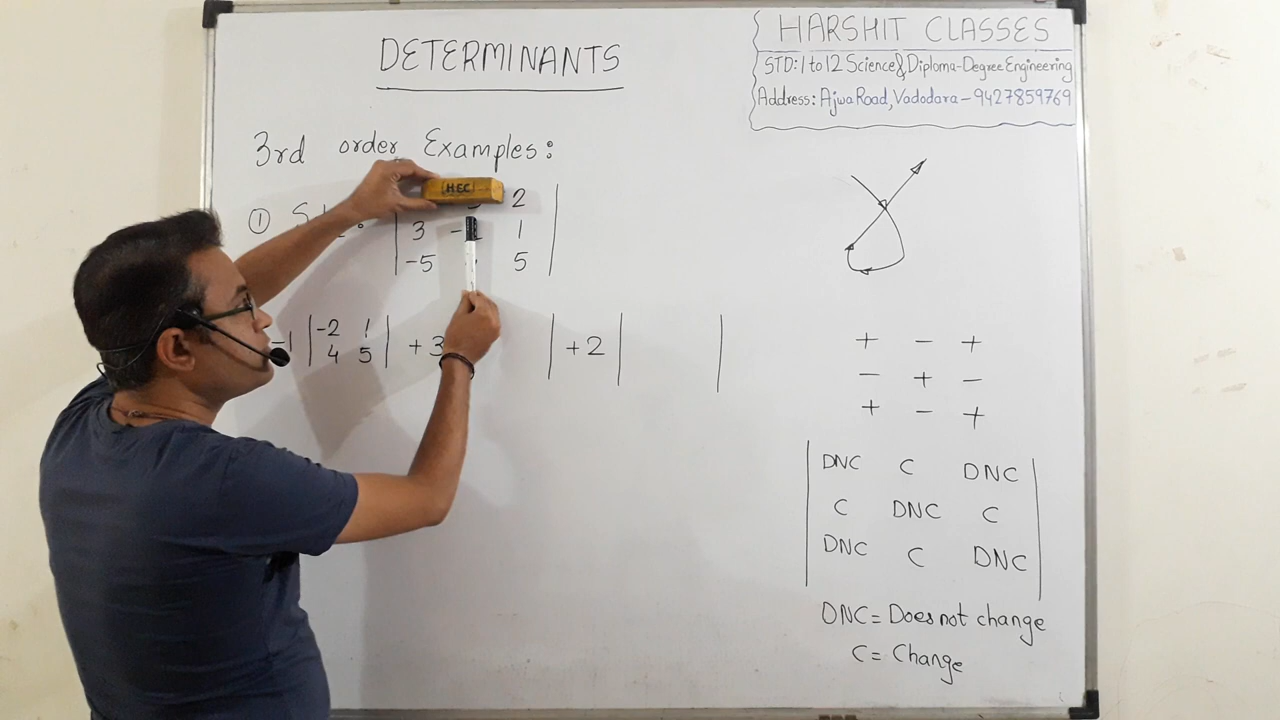 DETERMINANTS
HARSHIT CLASSES
STD: 1 to 12 Science & Diploma-Degree Engineering
Address: Ajwa Road, Vadodara - 9427859769
3rd order Examples:
HEC
2
① :
3 - 1
-5 5
-1 | -2 1 | + 3 | + 2 | |
4 5
+ - +
- + -
+ - +
DNC C DNC
C DNC C
DNC C DNC
DNC = Does not change
C = Change